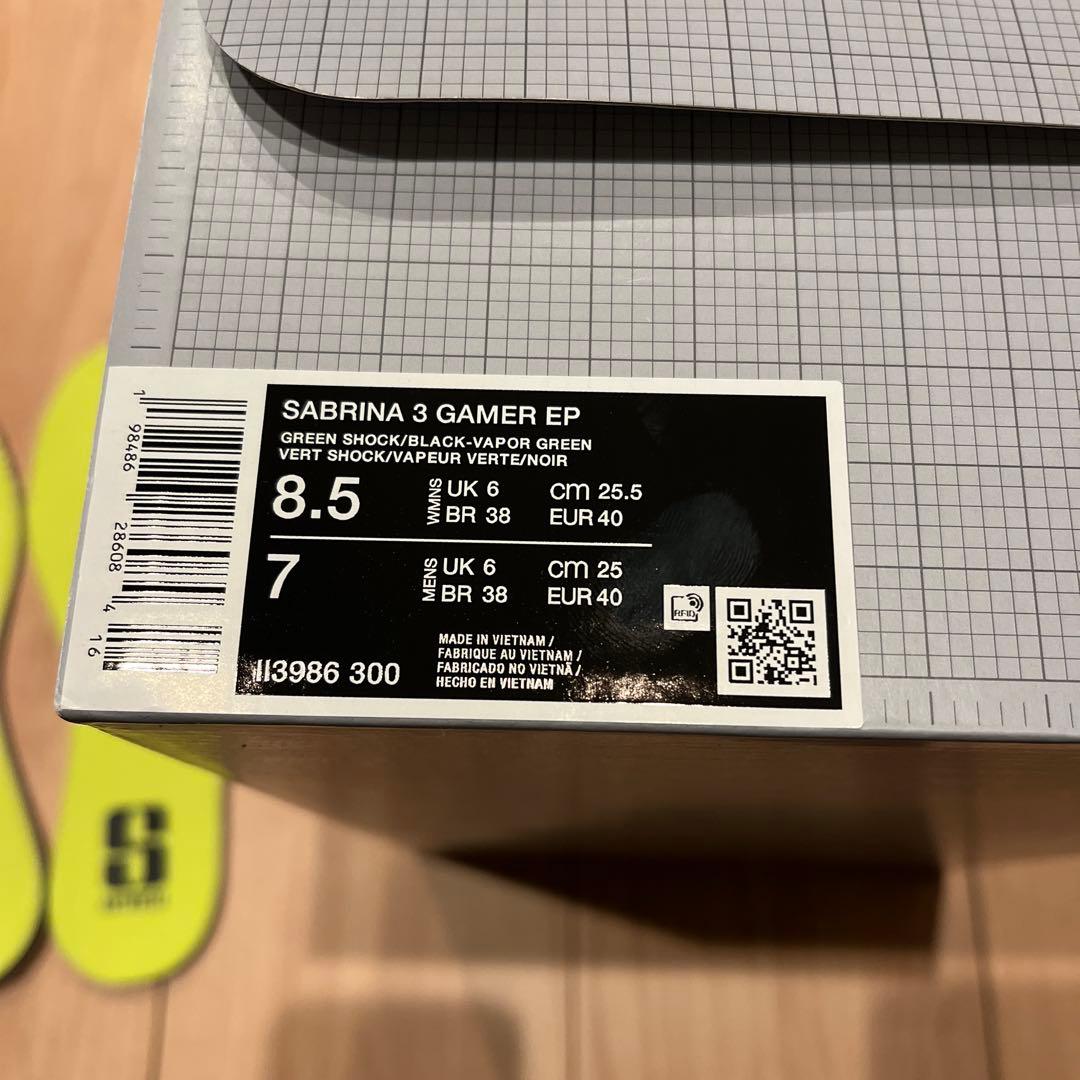 SABRINA 3 GAMER EP
GREEN SHOCK/BLACK-VAPOR GREEN
VERT SHOCK/VAPEUR VERTE/NOIR
8.5
WMNS
UK 6
cm 25.5
BR 38
EUR 40
7
MENS
UK 6
cm 25
BR 38
EUR 40
RFID
MADE IN VIETNAM /
FABRIQUE AU VIETNAM /
FABRICADO NO VIETNÃ /
HECHO EN VIETNAM
II3986 300
1 98486 28608 4 16
S